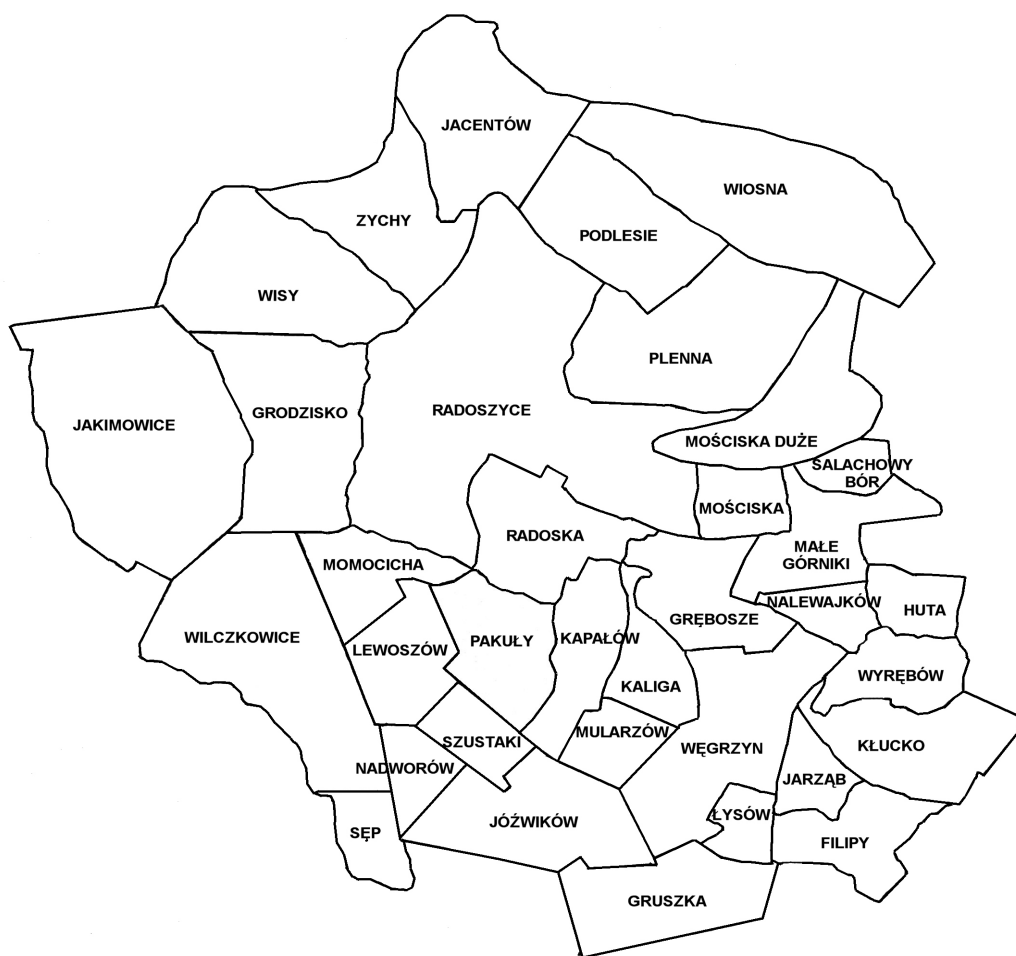 JACENTÓW
WIOSNA
ZYCHY
PODLESIE
WISY
PLENNA
RADOSZYCE
GRODZISKO
JAKIMOWICE
MOŚCISKA DUŻE
SALACHOWY
BÓR
MOŚCISKA
RADOSKA
MAŁE
GÓRNIKI
MOMOCICHA
NALEWAJKÓW
HUTA
GRĘBOSZE
WILCZKOWICE
LEWOSZÓW
PAKUŁY
KAPAŁÓW
WYRĘBÓW
KALIGA
MULARZÓW
SZUSTAKI
WĘGRZYN
KŁUCKO
NADWORÓW
JARZĄB
ŁYSÓW
JÓŹWIKÓW
SĘP
FILIPY
GRUSZKA